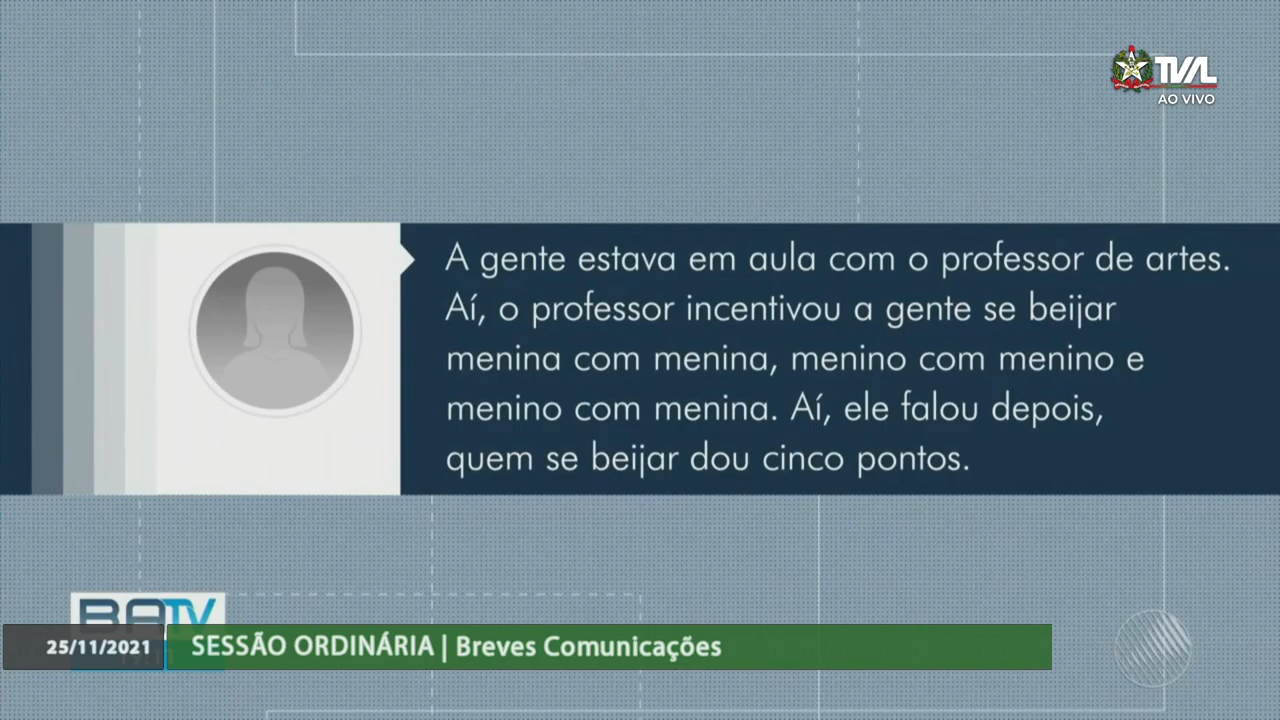 TVAL
AO VIVO
A gente estava em aula com o professor de artes.
Aí, o professor incentivou a gente se beijar
menina com menina, menino com menino e
menino com menina. Aí, ele falou depois,
quem se beijar dou cinco pontos.
BATV
25/11/2021 SESSÃO ORDINÁRIA | Breves Comunicações